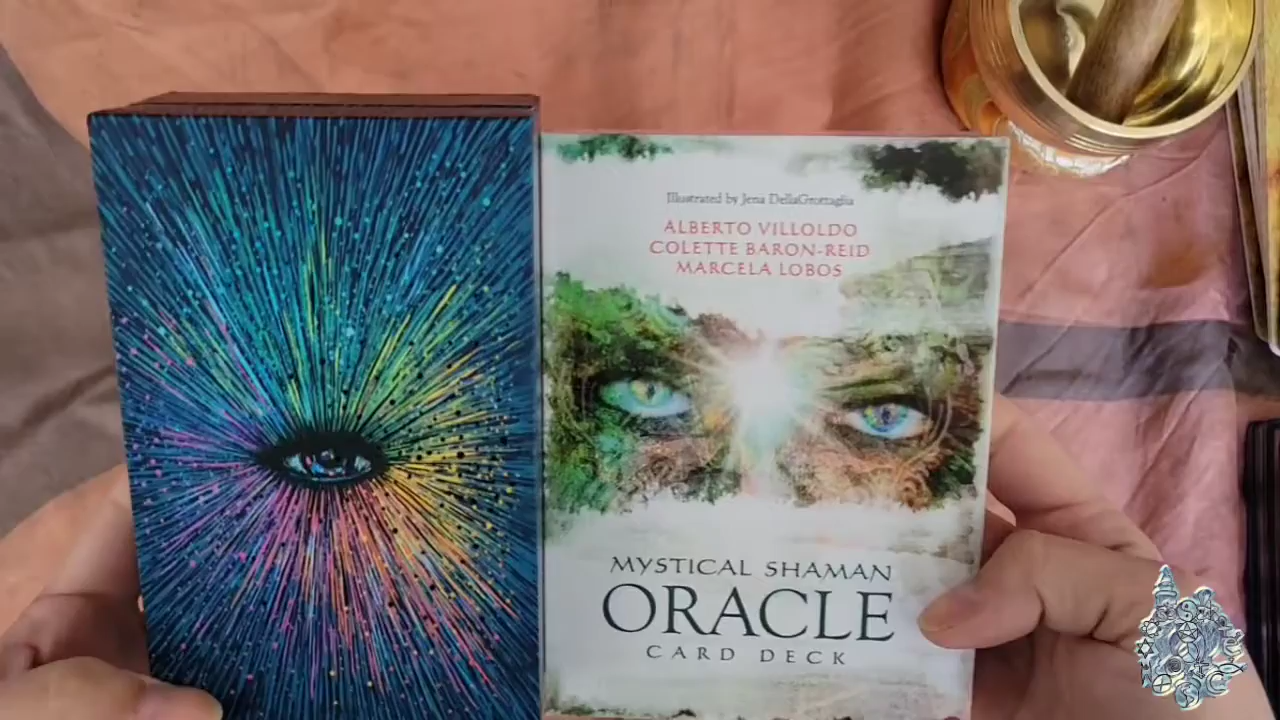 Illustrated by Jena DellaGrottaglia
ALBERTO VILLOLDO
COLETTE BARON-REID
MARCELA LOBOS
MYSTICAL SHAMAN
ORACLE
CARD DECK